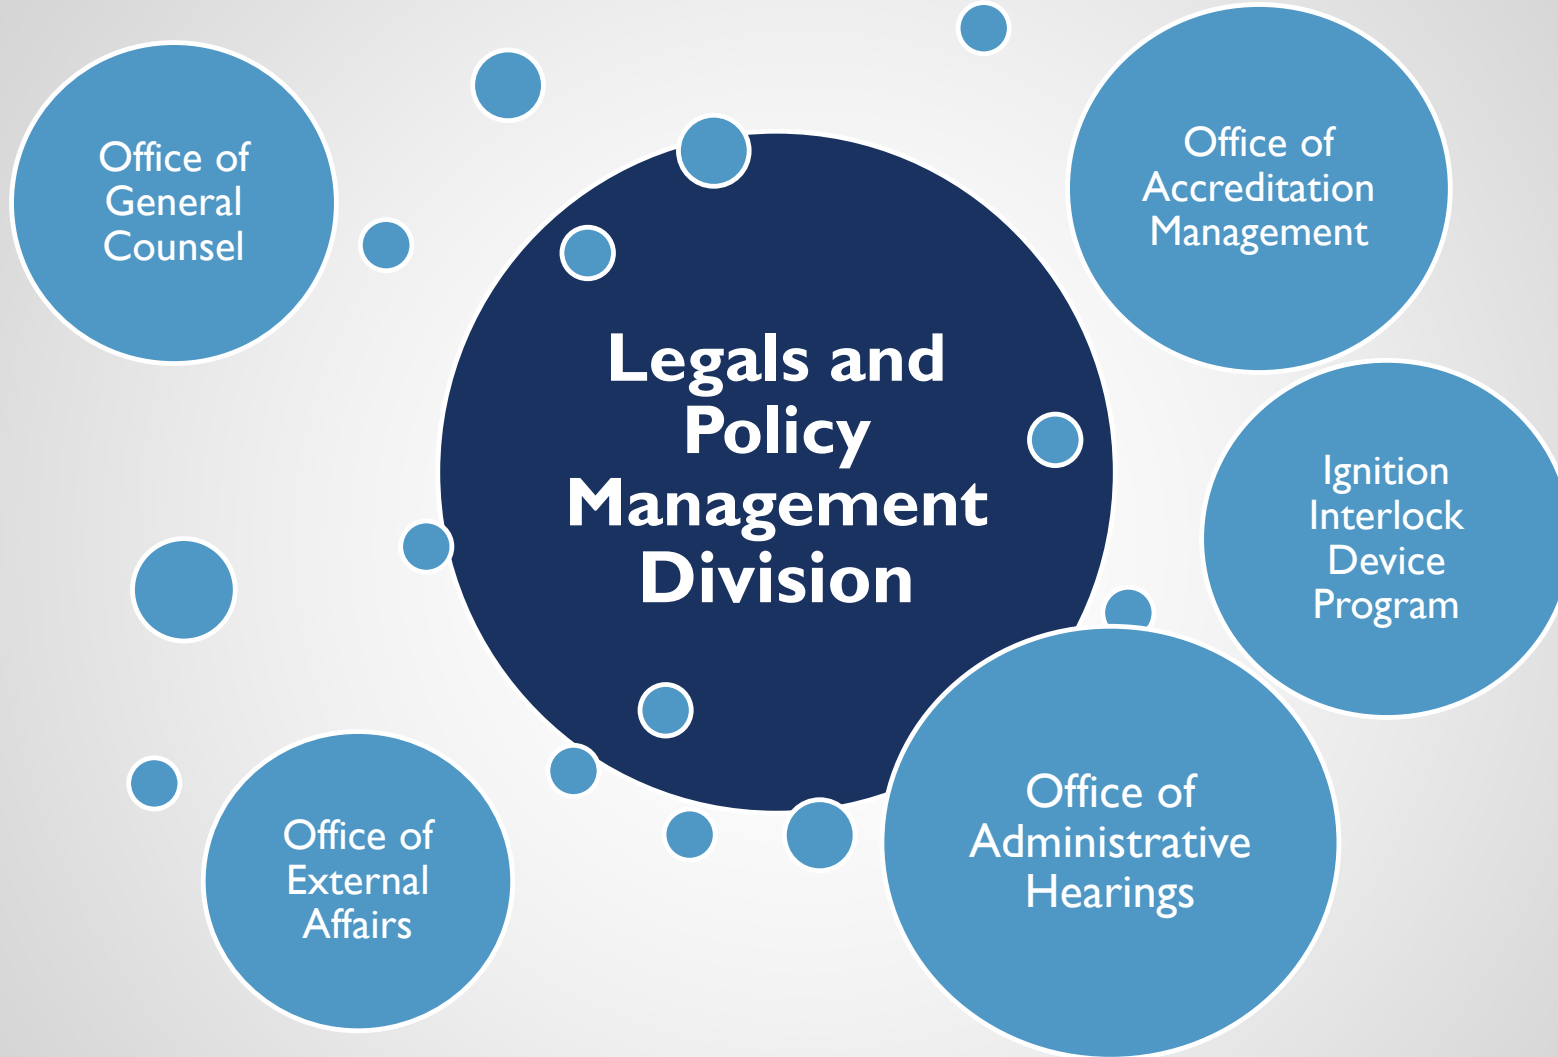 Office of
General
Counsel
Office of
Accreditation
Management
Legals and
Policy
Management
Division
Ignition
Interlock
Device
Program
Office of
External
Affairs
Office of
Administrative
Hearings